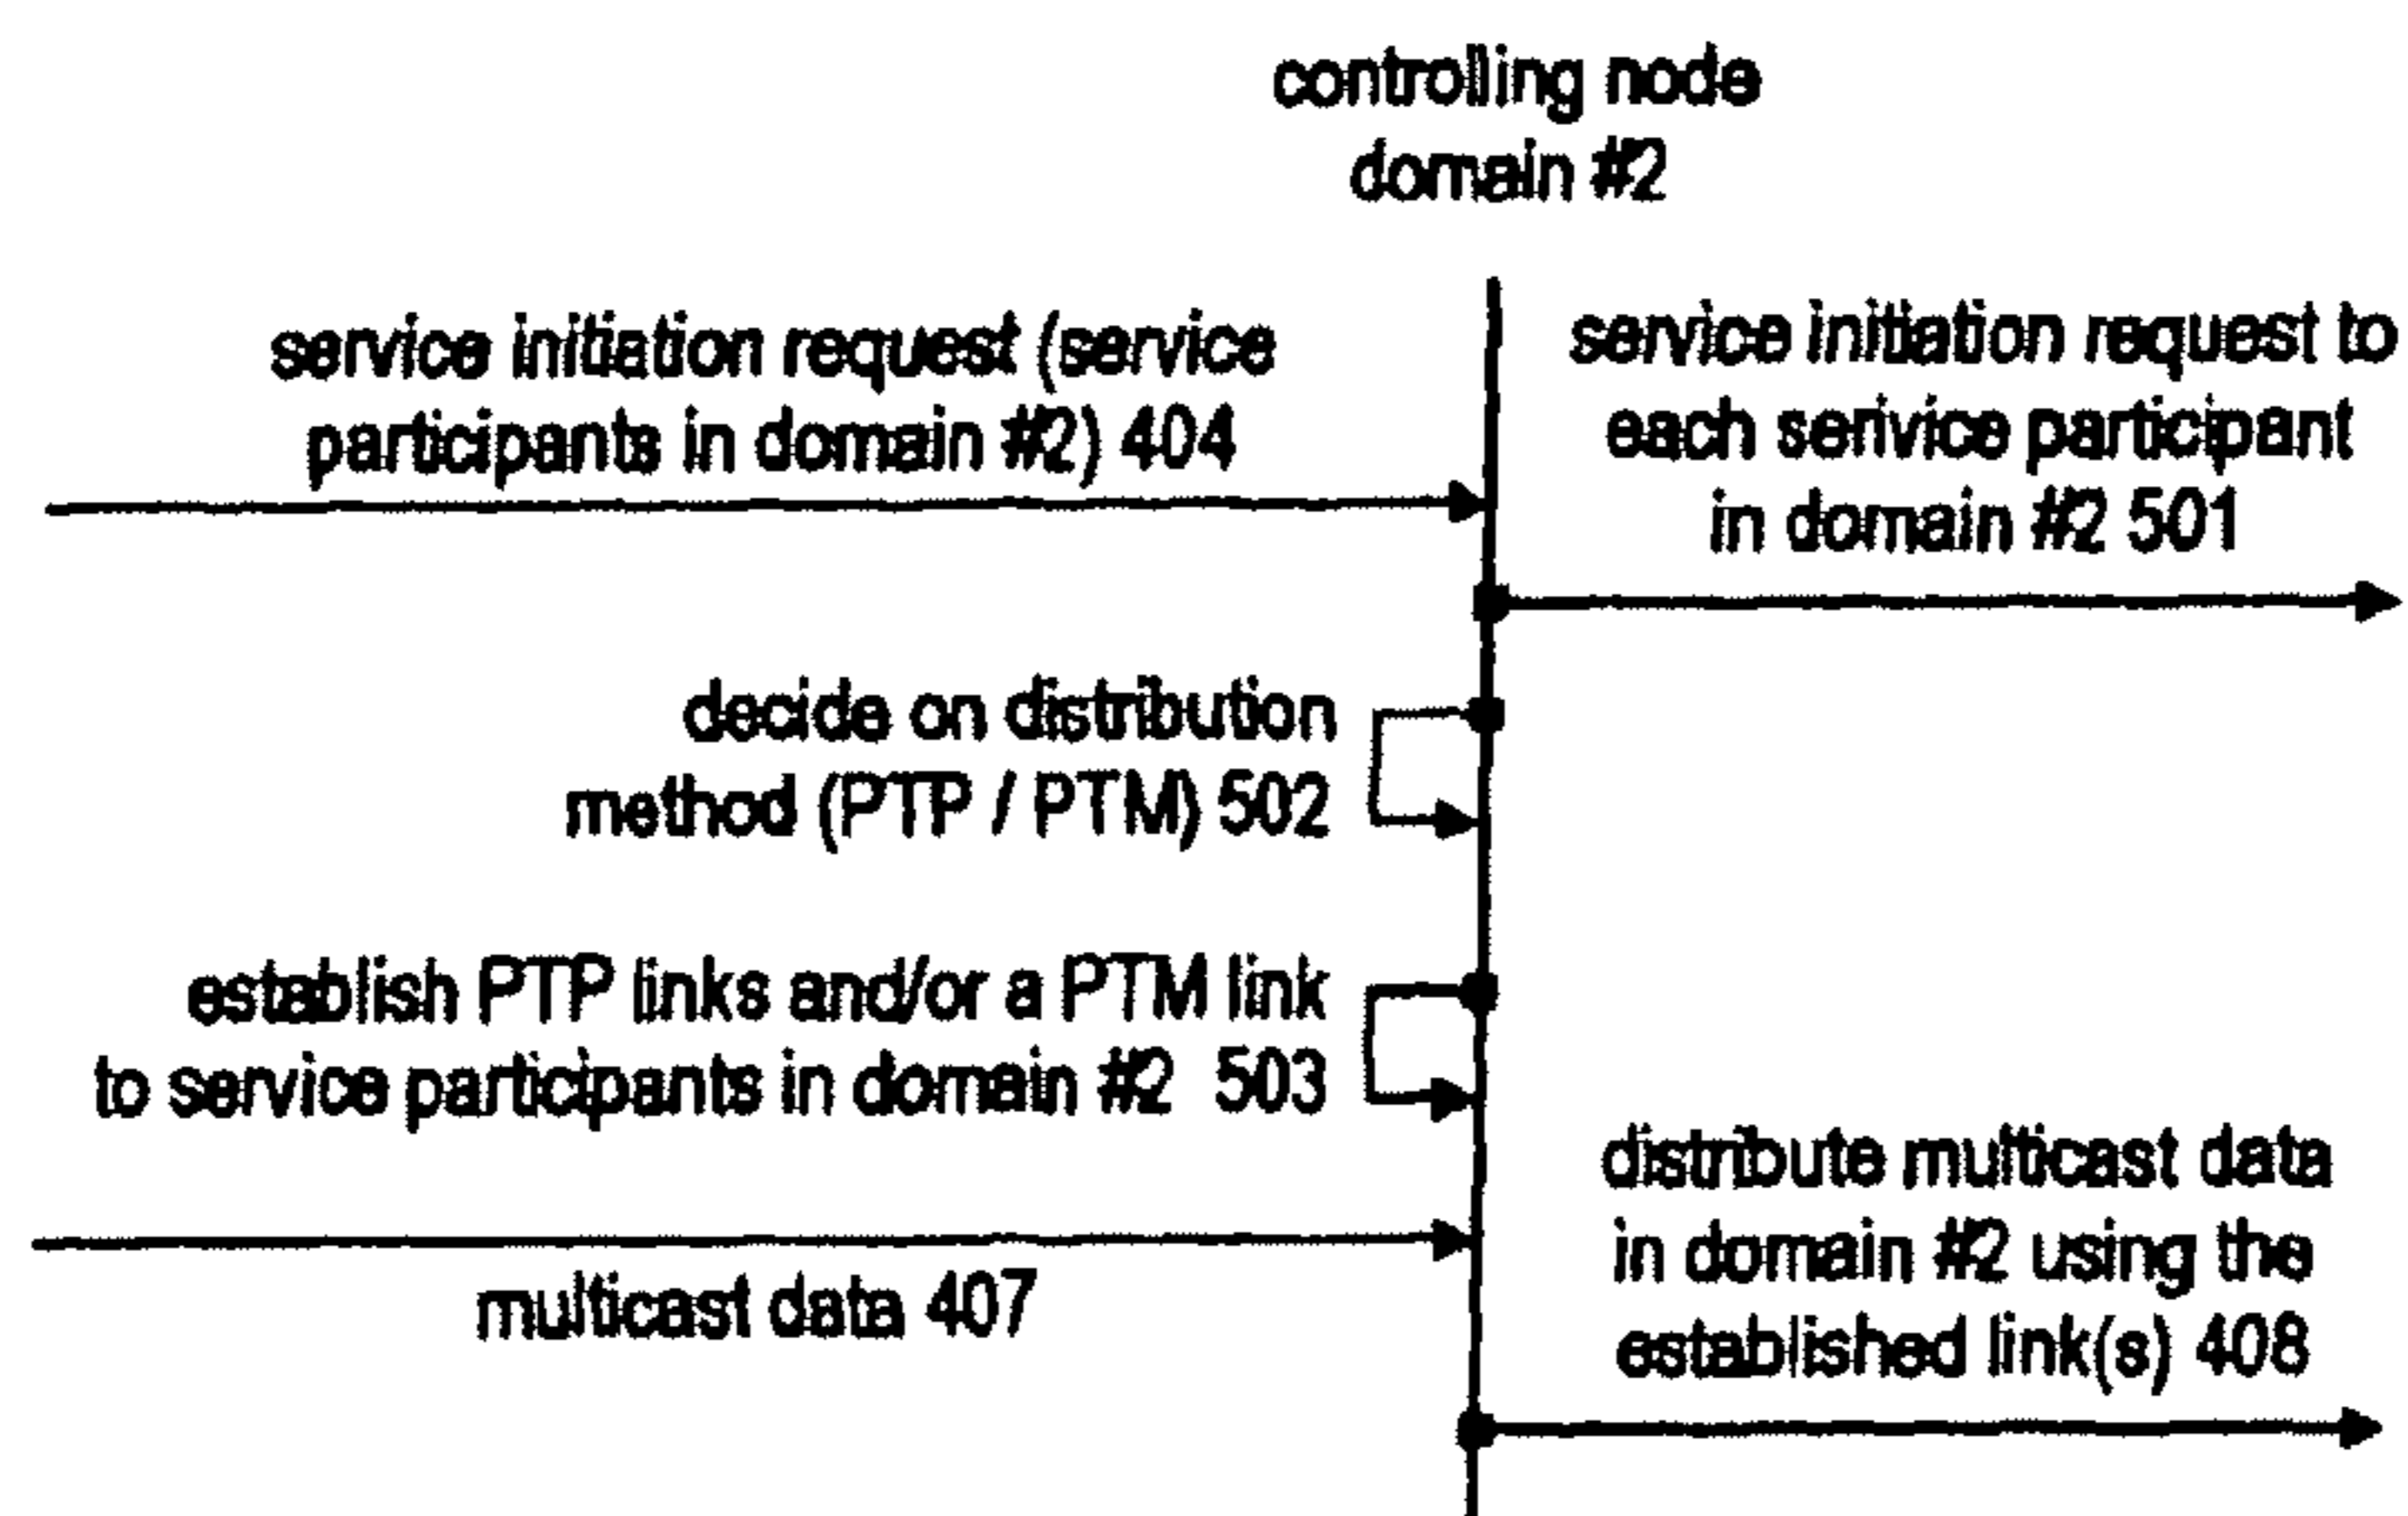 controlling node
domain #2
service initiation request (service
participants in domain #2) 404
service initiation request to
each serivice participant
in domain #2 501
decide on distribution
method (PTP / PTM) 502
establish PTP links and/or a PTM link
to service participants in domain #2 503
multicast data 407
distribute multicast data
in domain #2 using the
established link(s) 408